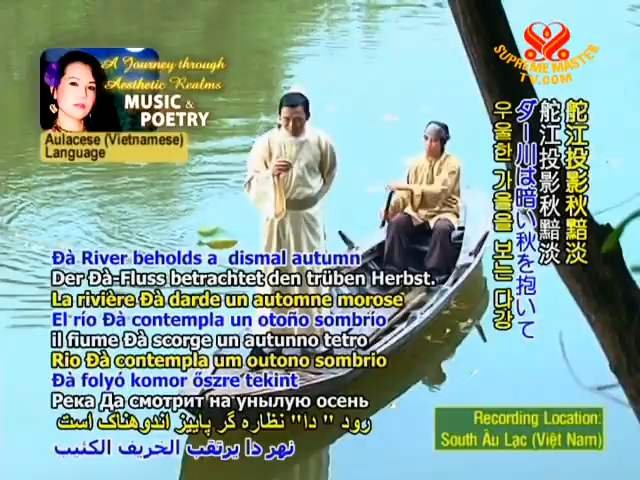 A Journey through
Aesthetic Realms
MUSIC &
POETRY
Aulacese (Vietnamese)
Language
SUPREME MASTER
TV.COM
舵江投影秋黯淡
舵江投影秋黯淡
ダー川は暗い秋を抱いて
우울한 가을을 보는 다강
Đà River beholds a dismal autumn
Der Đà-Fluss betrachtet den trüben Herbst.
La rivière Đà darde un automne morose
El río Đà contempla un otoño sombrío
il fiume Đà scorge un autunno tetro
Rio Đà contempla um outono sombrio
Đà folyó komor őszre tekint
Река Да смотрит на унылую осень
رود " دا" نظاره گر پاییز اندوهناک است
نهر دا يرتقب الخريف الكئيب
Recording Location:
South Âu Lạc (Việt Nam)